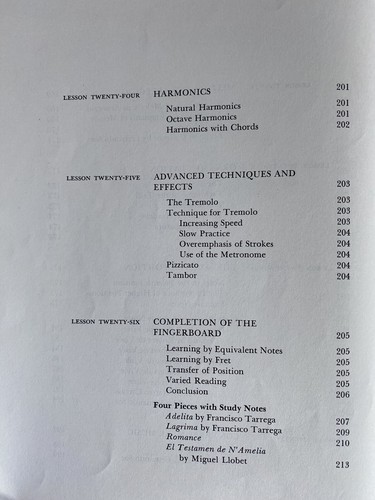 LESSON TWENTY-FOUR HARMONICS 201
Natural Harmonics 201
Octave Harmonics 201
Harmonics with Chords 202
LESSON TWENTY-FIVE ADVANCED TECHNIQUES AND
EFFECTS 203
The Tremolo 203
Technique for Tremolo 203
Increasing Speed 203
Slow Practice 204
Overemphasis of Strokes 204
Use of the Metronome 204
Pizzicato 204
Tambor 204
LESSON TWENTY-SIX COMPLETION OF THE
FINGERBOARD 205
Learning by Equivalent Notes 205
Learning by Fret 205
Transfer of Position 205
Varied Reading 205
Conclusion 206
Four Pieces with Study Notes
Adelita by Francisco Tarrega 207
Lagrima by Francisco Tarrega 209
Romance 210
El Testamen de N'Amelia
by Miguel Llobet 213